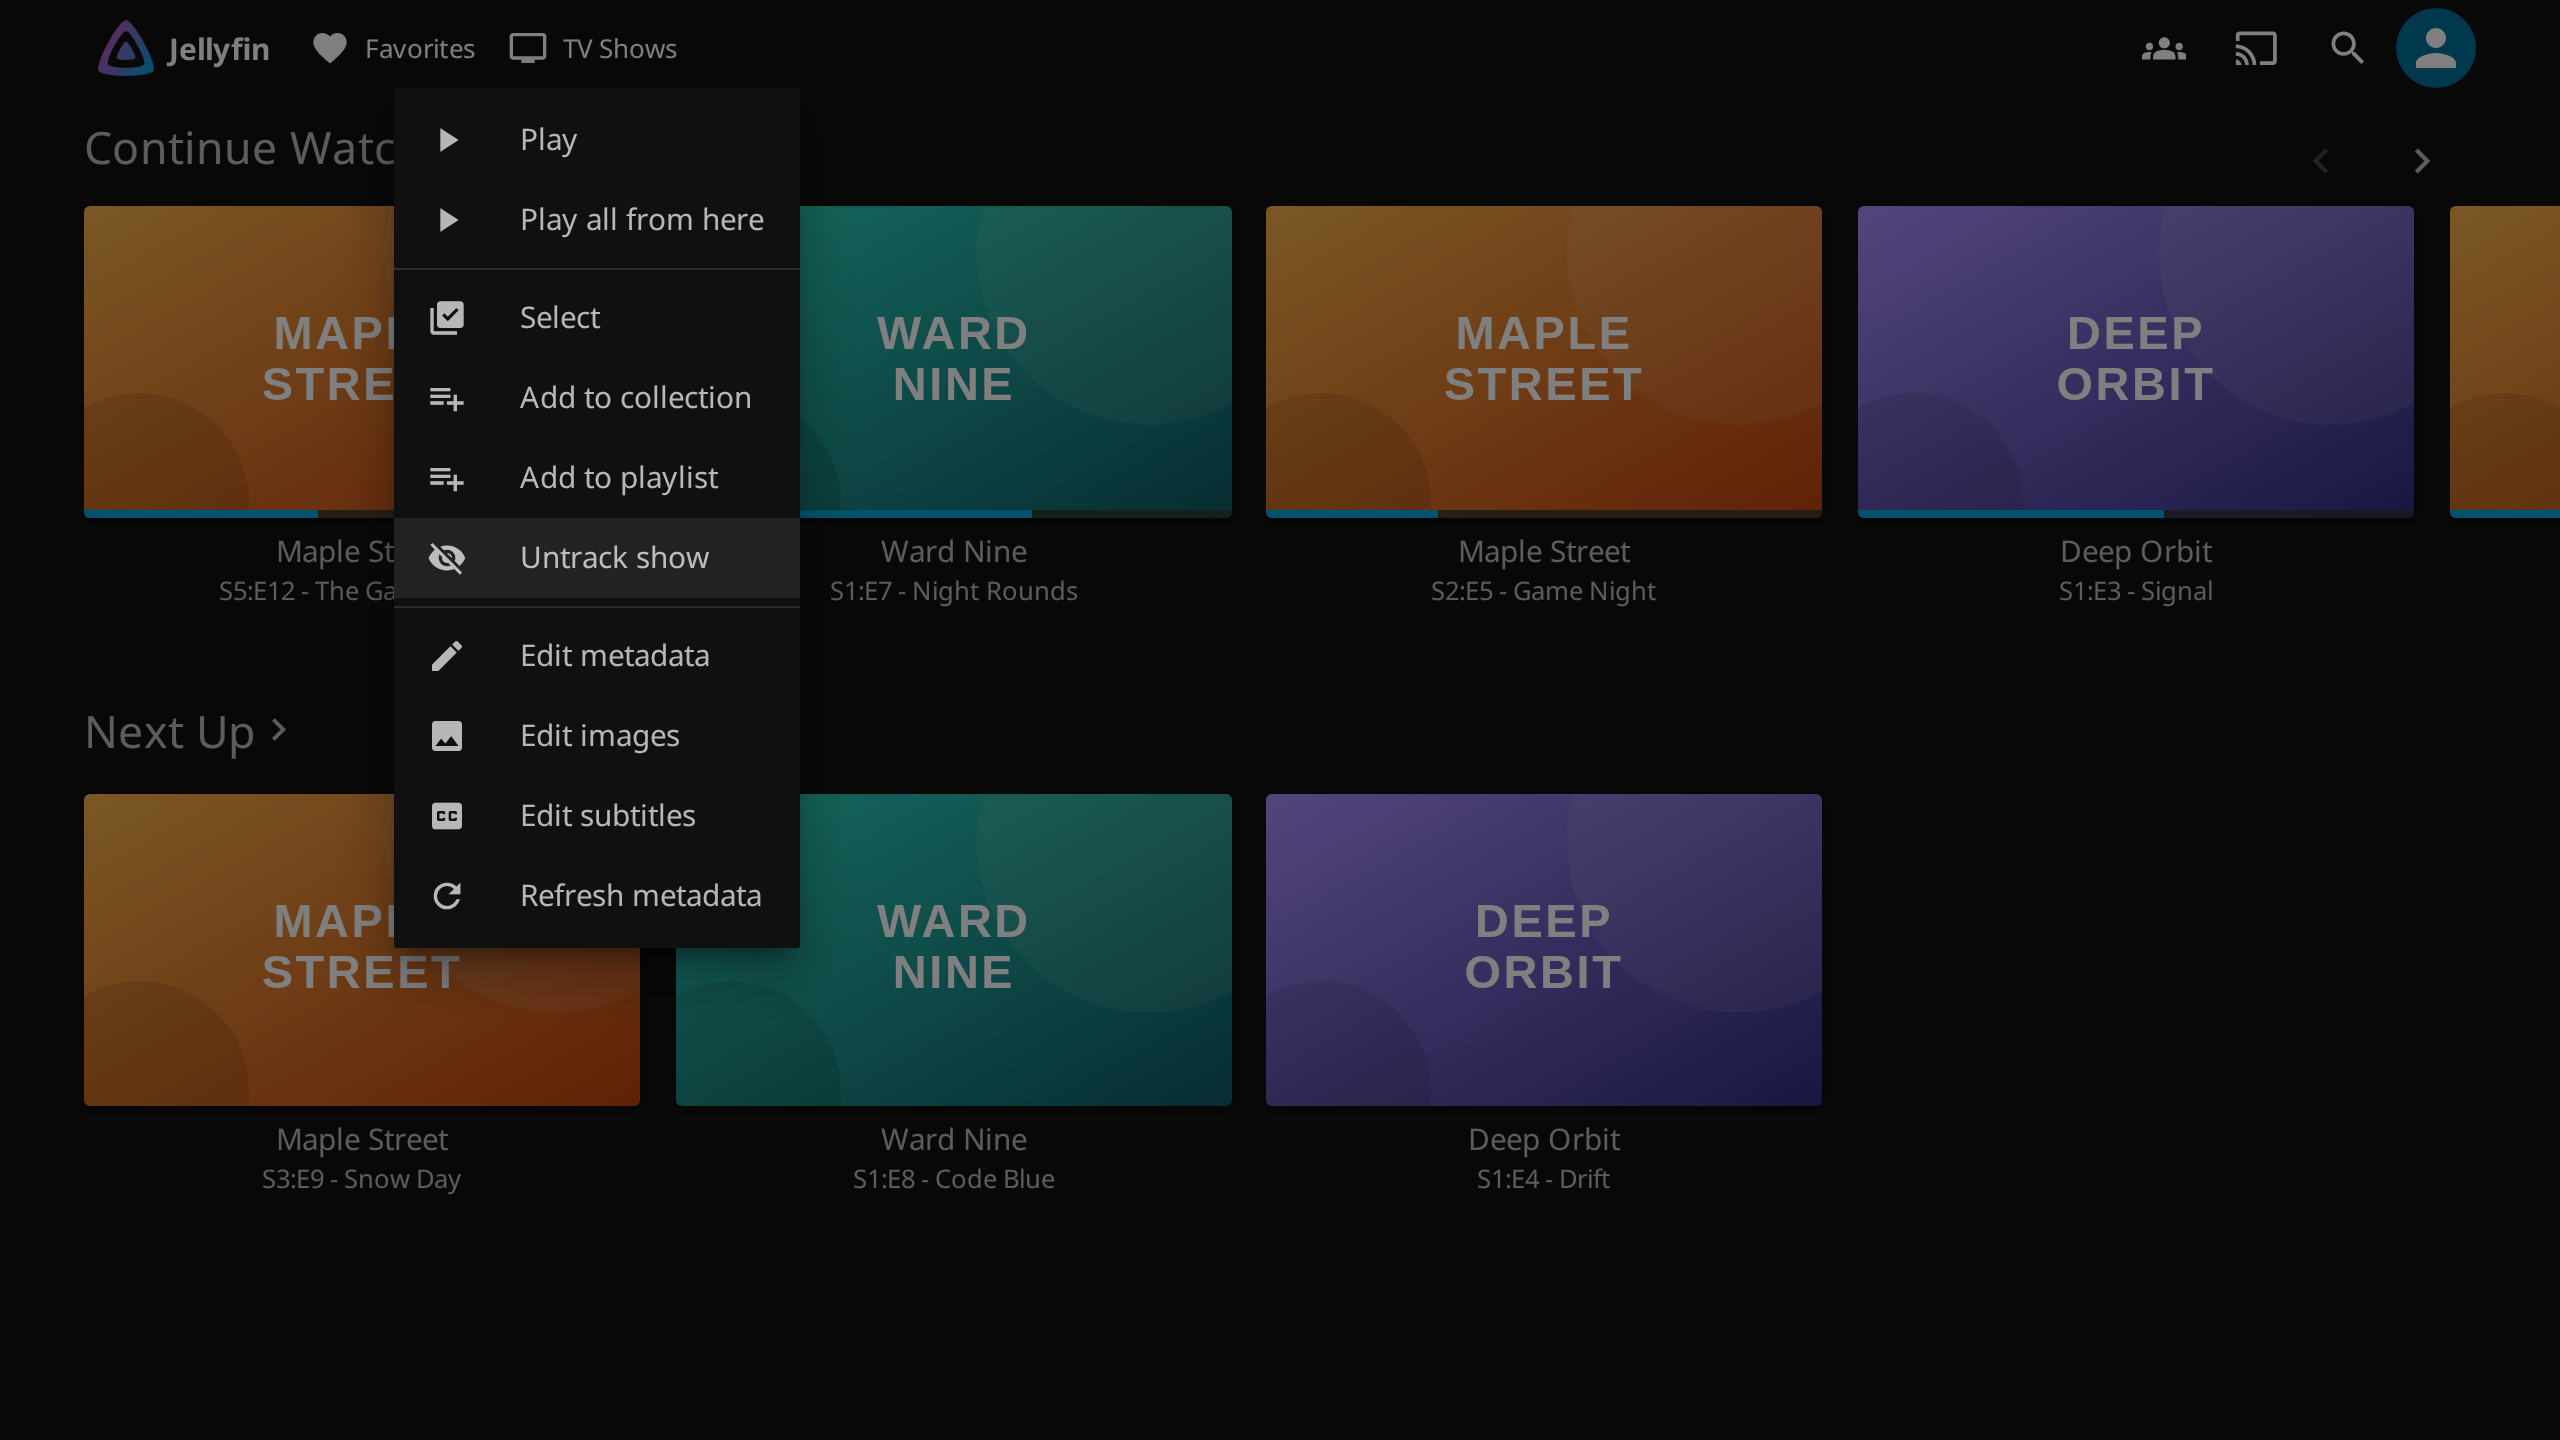 Jellyfin
Favorites
TV Shows
Continue Watc
Play
Play all from here
Select
Add to collection
Add to playlist
Untrack show
Edit metadata
Edit images
Edit subtitles
Refresh metadata
MAPL
STRE
WARD
NINE
MAPLE
STREET
DEEP
ORBIT
Maple St
S5:E12 - The Ga
Ward Nine
S1:E7 - Night Rounds
Maple Street
S2:E5 - Game Night
Deep Orbit
S1:E3 - Signal
Next Up
MAPL
STREET
WARD
NINE
DEEP
ORBIT
Maple Street
S3:E9 - Snow Day
Ward Nine
S1:E8 - Code Blue
Deep Orbit
S1:E4 - Drift